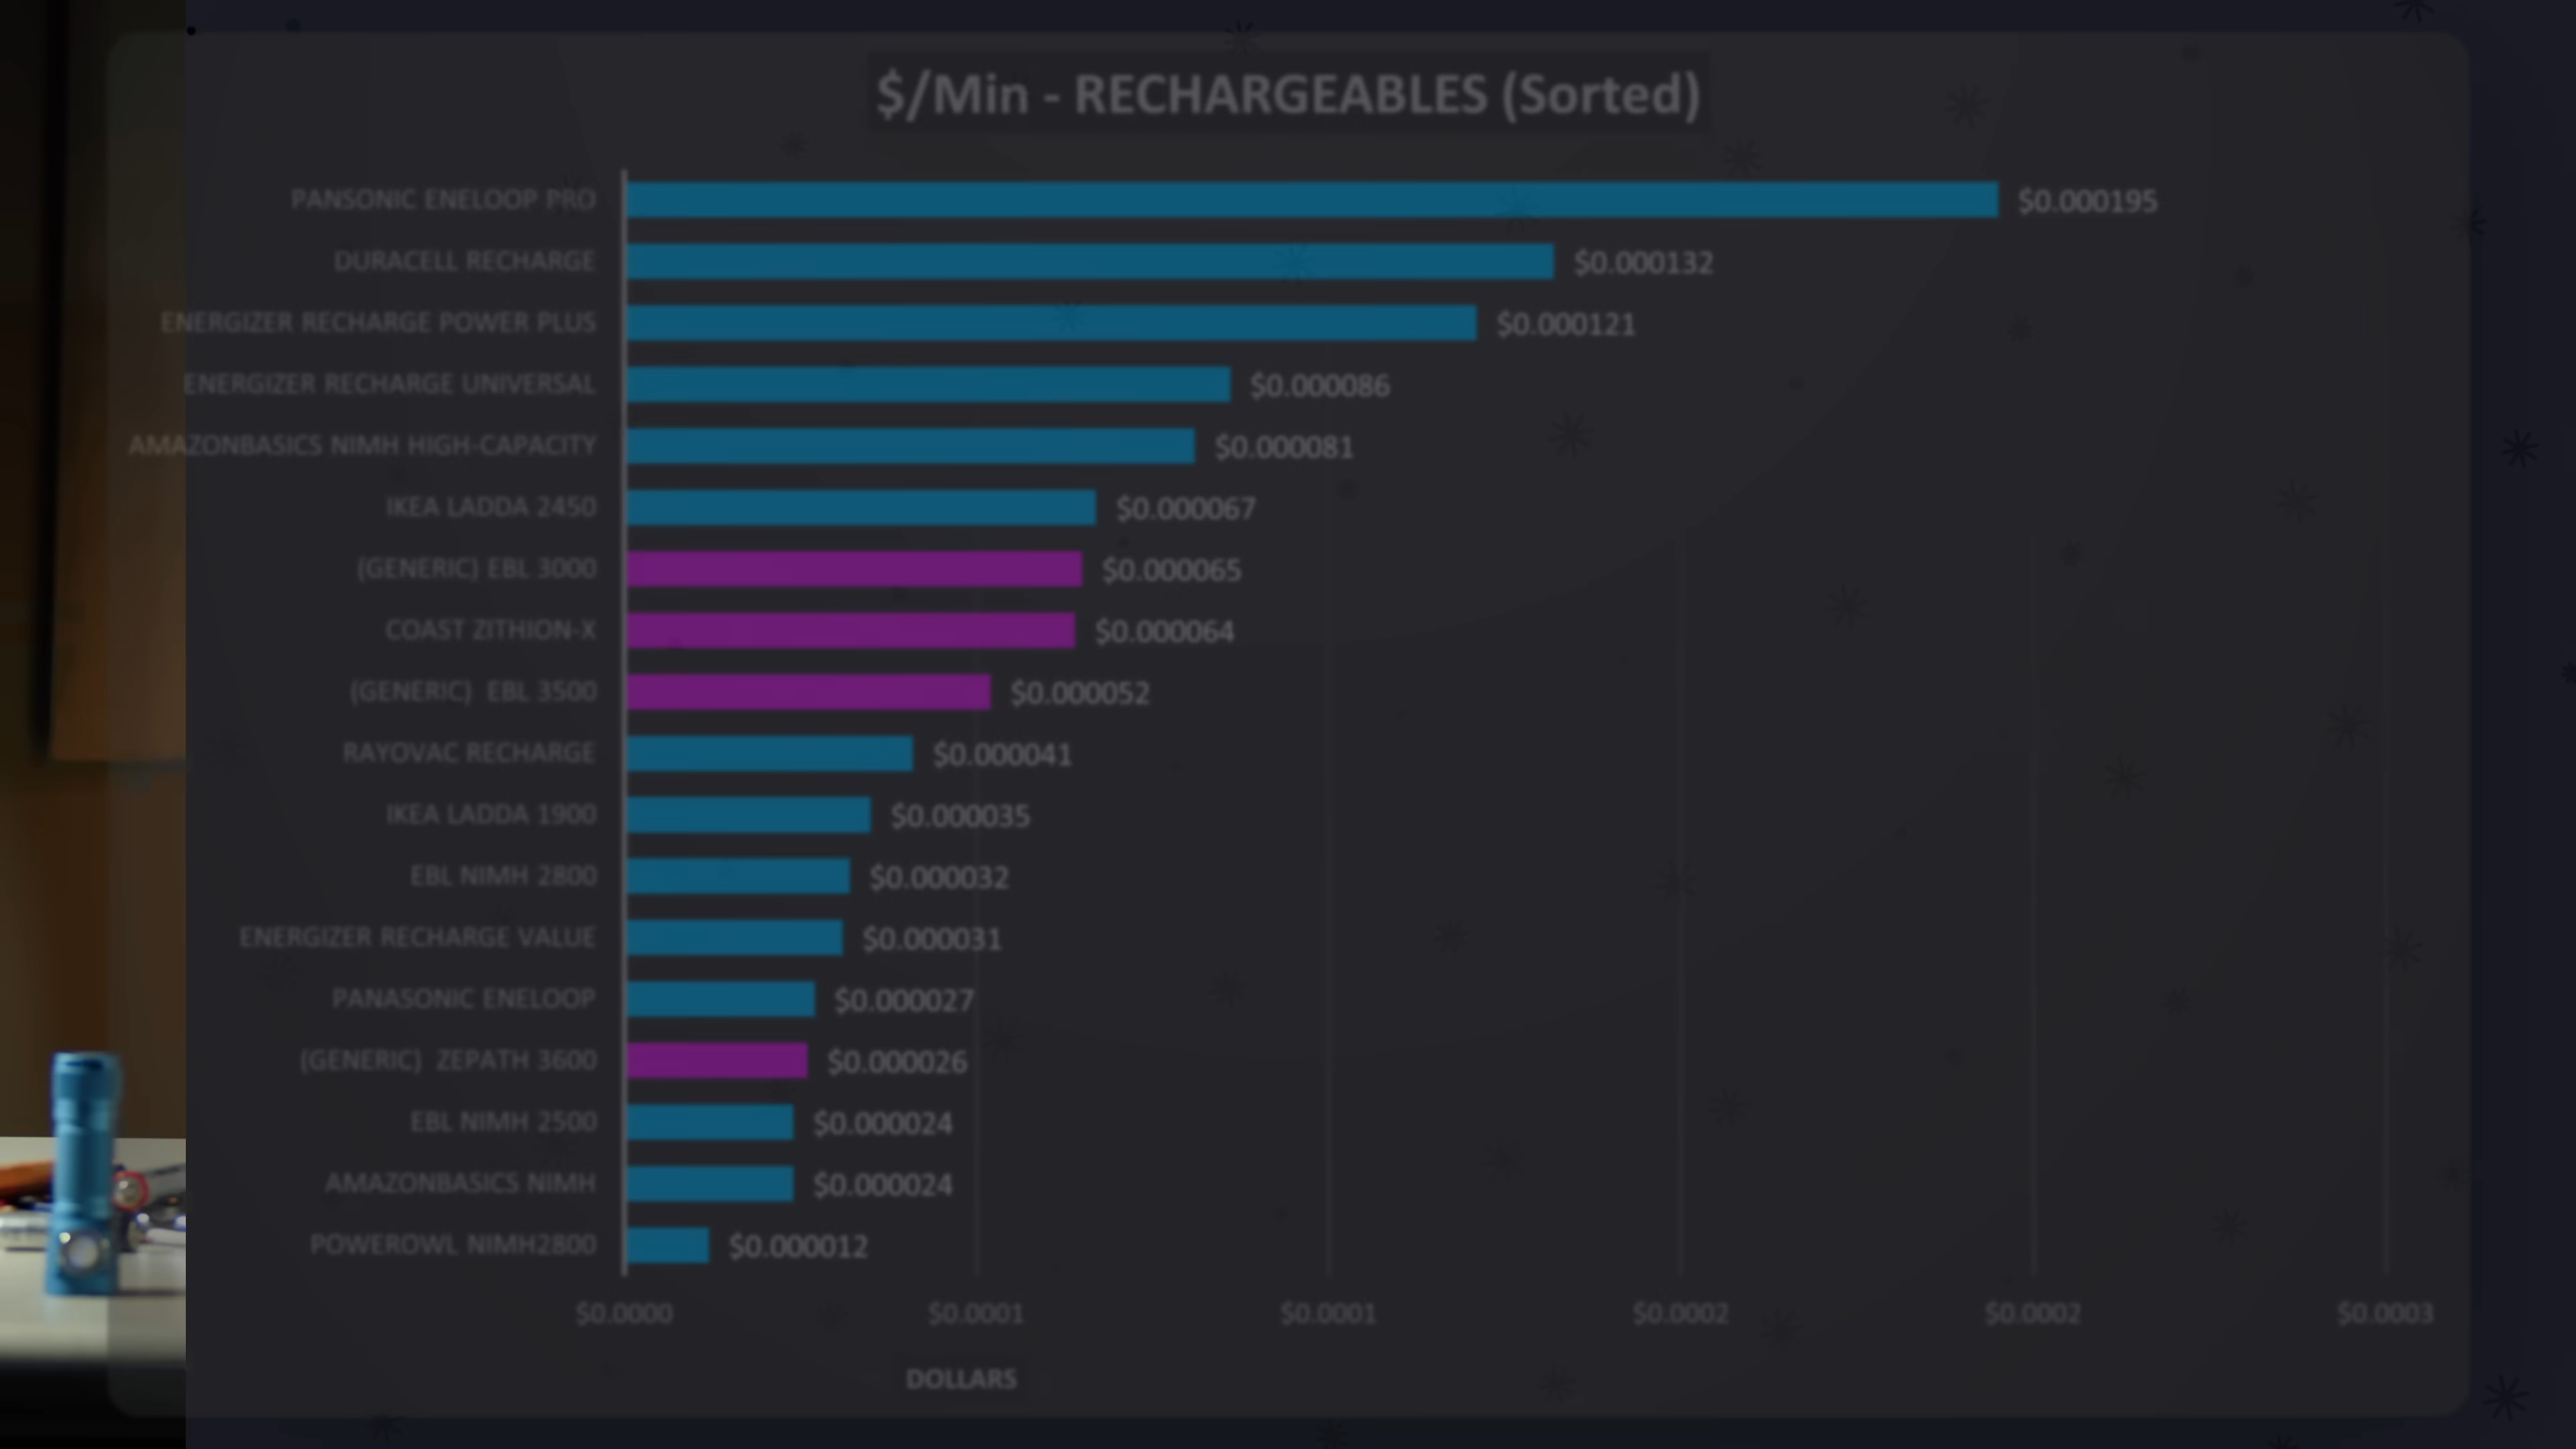 $/Min - RECHARGEABLES (Sorted)
PANSONIC ENELOOP PRO $0.000195
DURACELL RECHARGE $0.000132
ENERGIZER RECHARGE POWER PLUS $0.000121
ENERGIZER RECHARGE UNIVERSAL $0.000086
AMAZONBASICS NIMH HIGH-CAPACITY $0.000081
IKEA LADDA 2450 $0.000067
(GENERIC) EBL 3000 $0.000065
COAST ZITHION-X $0.000064
(GENERIC) EBL 3500 $0.000052
RAYOVAC RECHARGE $0.000041
IKEA LADDA 1900 $0.000035
EBL NIMH 2800 $0.000032
ENERGIZER RECHARGE VALUE $0.000031
PANASONIC ENELOOP $0.000027
(GENERIC) ZEPATH 3600 $0.000026
EBL NIMH 2500 $0.000024
AMAZONBASICS NIMH $0.000024
POWEROWL NIMH2800 $0.000012
$0.0000 $0.0001 $0.0001 $0.0002 $0.0002 $0.0003
DOLLARS